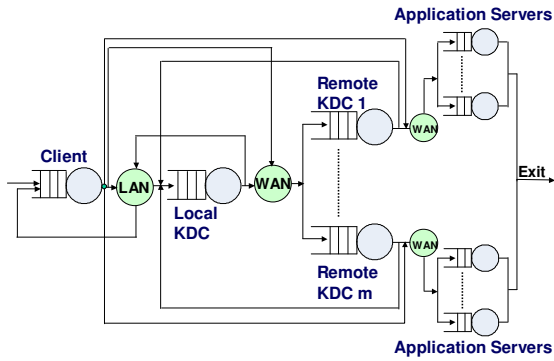 Application Servers
Remote
KDC 1
WAN
Client
LAN
WAN
Local
KDC
Exit
Remote
KDC m
WAN
Application Servers